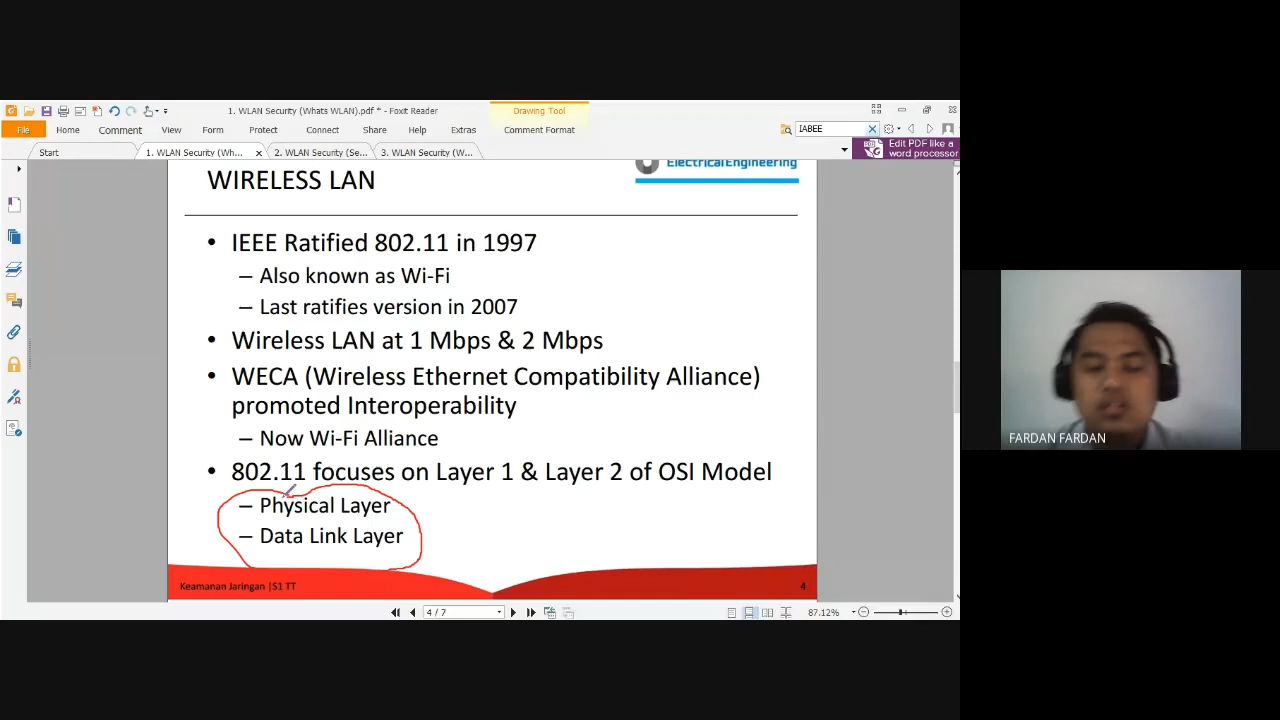 1. WLAN Security (Whats WLAN).pdf * - Foxit Reader
Drawing Tool
File Home Comment View Form Protect Connect Share Help Extras Comment Format
IABEE
Edit PDF like a
word processor
Start
1. WLAN Security (Wh...
2. WLAN Security (Se...
3. WLAN Security (W...
ElectricalEngineering
WIRELESS LAN
• IEEE Ratified 802.11 in 1997
– Also known as Wi-Fi
– Last ratifies version in 2007
• Wireless LAN at 1 Mbps & 2 Mbps
• WECA (Wireless Ethernet Compatibility Alliance)
promoted Interoperability
– Now Wi-Fi Alliance
• 802.11 focuses on Layer 1 & Layer 2 of OSI Model
– Physical Layer
– Data Link Layer
Keamanan Jaringan |S1 TT
4
4 / 7
87.12%
FARDAN FARDAN